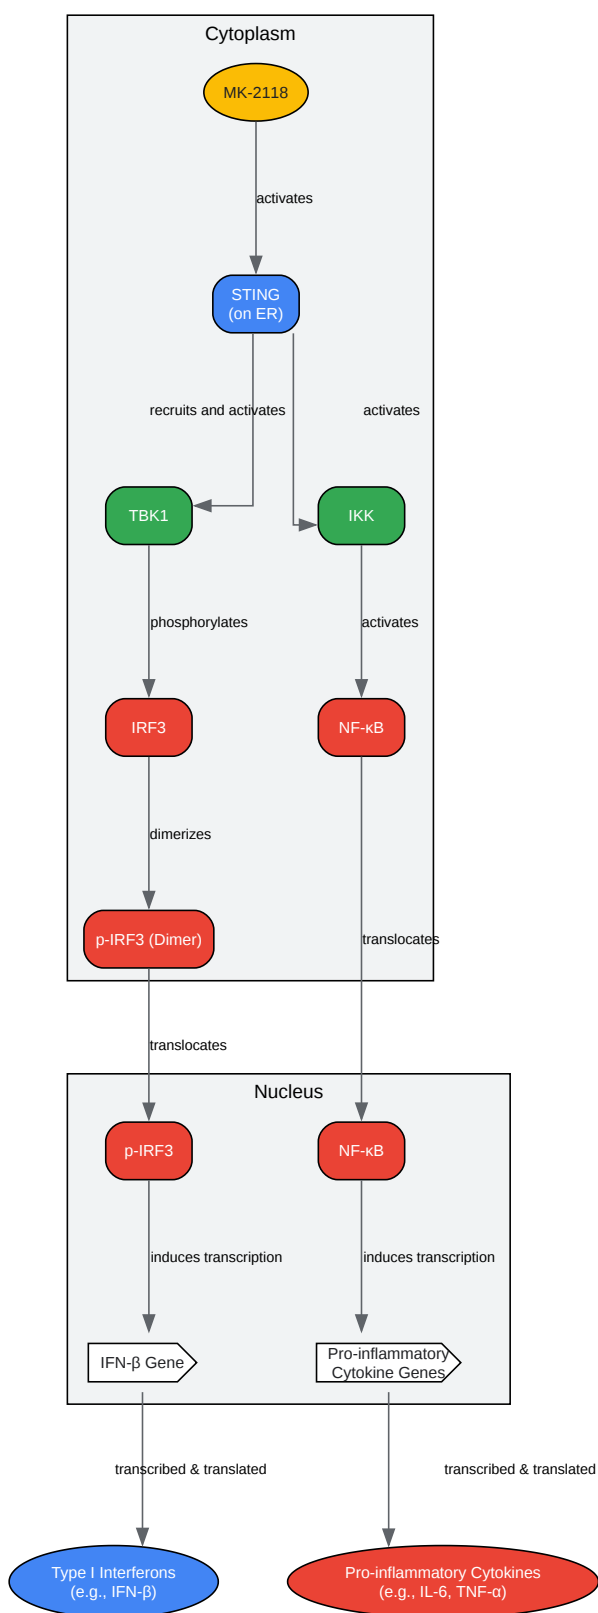 Cytoplasm
MK-2118
activates
STING
(on ER)
recruits and activates
activates
TBK1
IKK
phosphorylates
activates
IRF3
NF-κB
dimerizes
p-IRF3 (Dimer)
translocates
translocates
Nucleus
p-IRF3
NF-κB
induces transcription
induces transcription
IFN-β Gene
Pro-inflammatory
Cytokine Genes
transcribed & translated
transcribed & translated
Type I Interferons
(e.g., IFN-β)
Pro-inflammatory Cytokines
(e.g., IL-6, TNF-α)